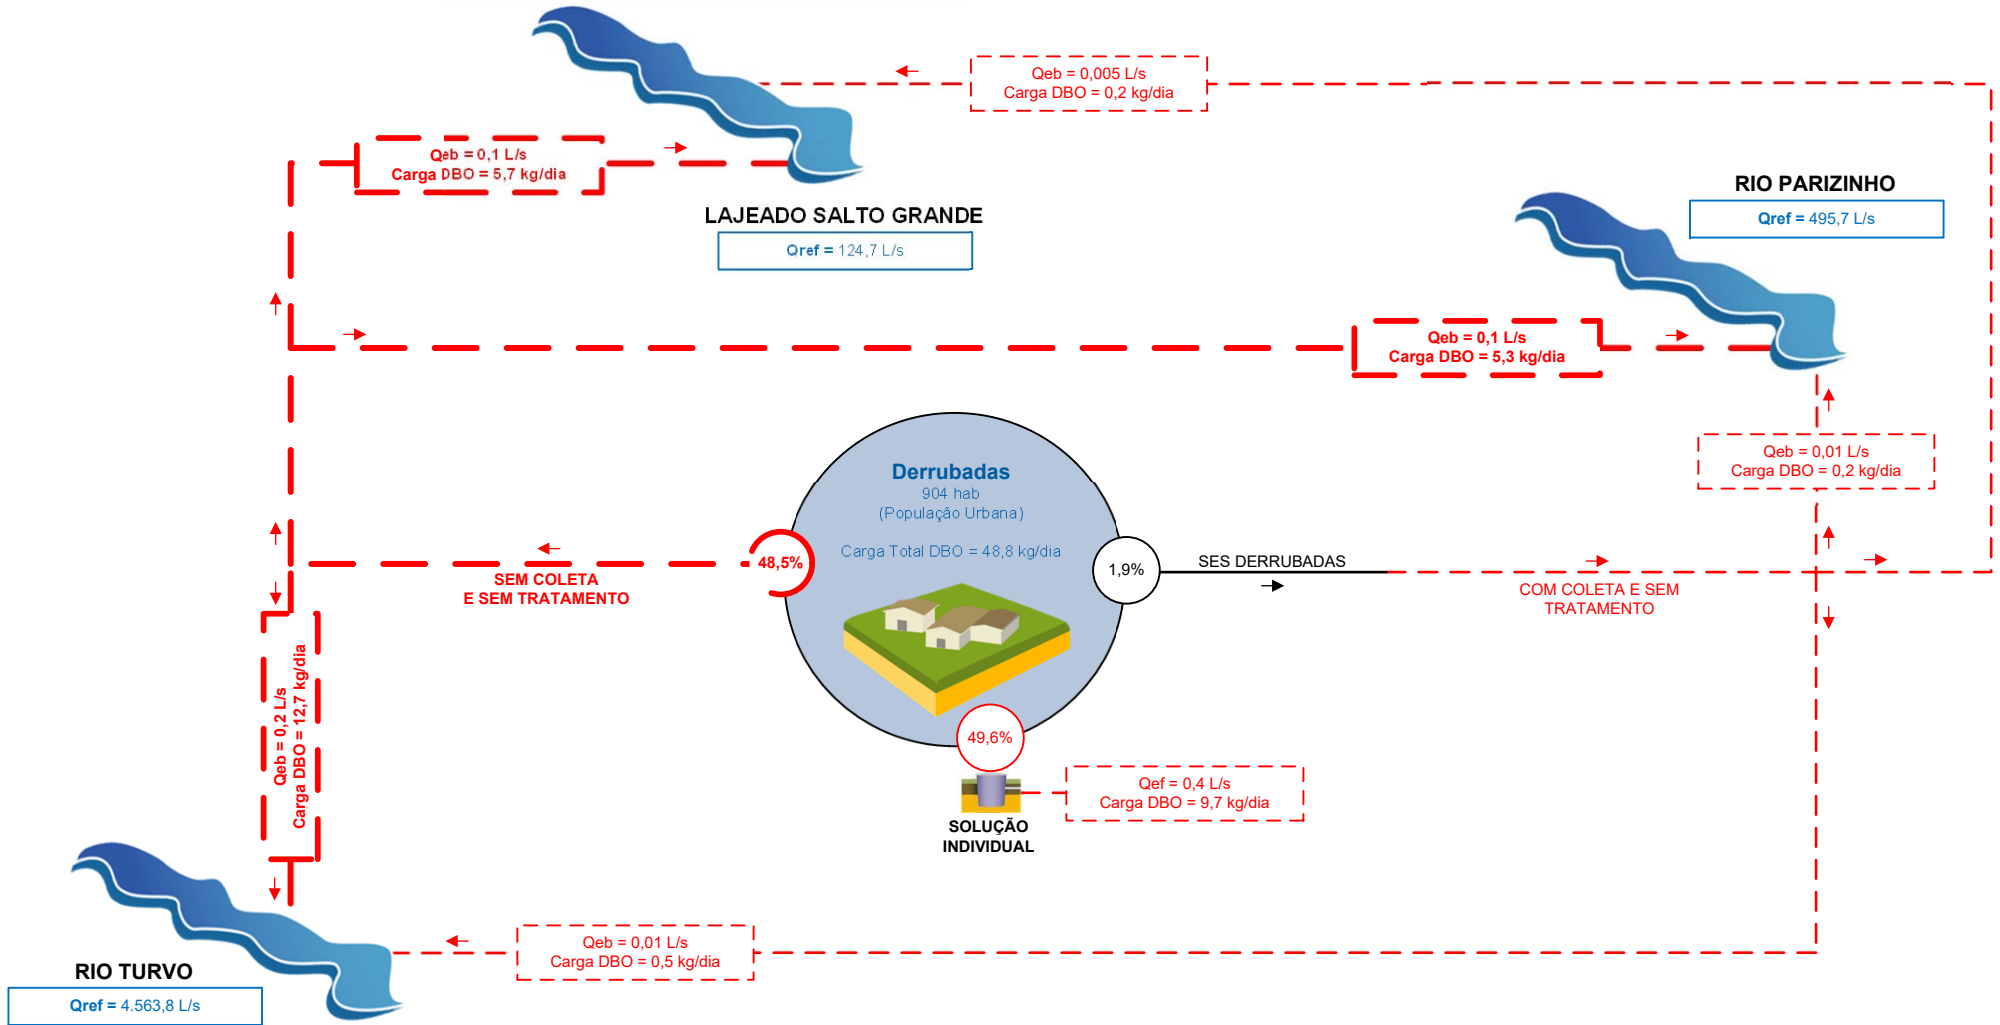 Qeb = 0,005 L/s
Carga DBO = 0,2 kg/dia
Qeb = 0,1 L/s
Carga DBO = 5,7 kg/dia
LAJEADO SALTO GRANDE
Qref = 124,7 L/s
RIO PARIZINHO
Qref = 495,7 L/s
Qeb = 0,1 L/s
Carga DBO = 5,3 kg/dia
Qeb = 0,01 L/s
Carga DBO = 0,2 kg/dia
Derrubadas
904 hab
(População Urbana)
Carga Total DBO = 48,8 kg/dia
48,5%
SEM COLETA
E SEM TRATAMENTO
1,9%
SES DERRUBADAS
COM COLETA E SEM
TRATAMENTO
Qeb = 0,2 L/s
Carga DBO = 12,7 kg/dia
49,6%
SOLUÇÃO
INDIVIDUAL
Qef = 0,4 L/s
Carga DBO = 9,7 kg/dia
Qeb = 0,01 L/s
Carga DBO = 0,5 kg/dia
RIO TURVO
Qref = 4.563,8 L/s